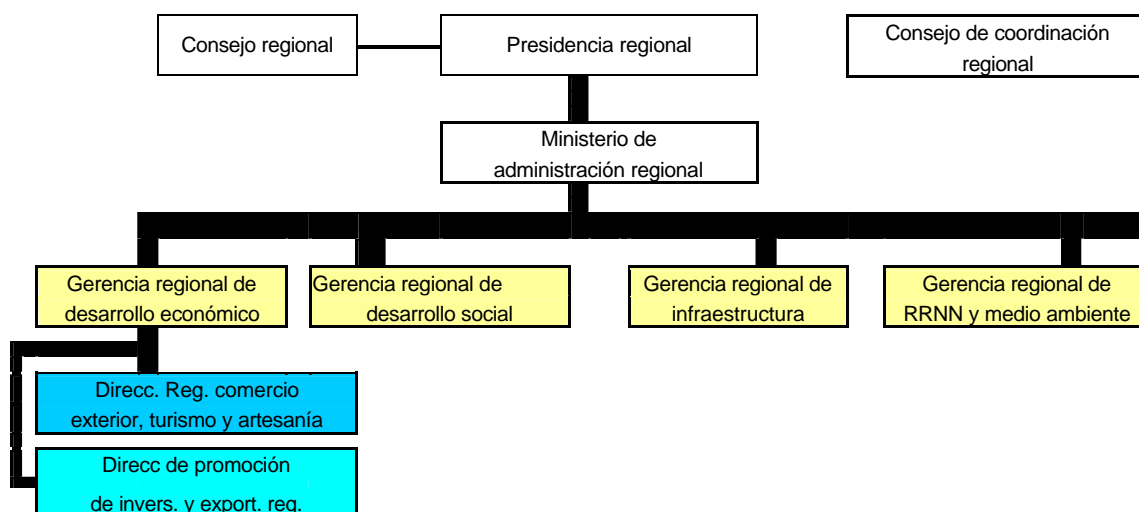 Consejo regional
Presidencia regional
Consejo de coordinación
regional
Ministerio de
administración regional
Gerencia regional de
desarrollo económico
Gerencia regional de
desarrollo social
Gerencia regional de
infraestructura
Gerencia regional de
RRNN y medio ambiente
Direcc. Reg. comercio
exterior, turismo y artesanía
Direcc de promoción
de invers. y export. reg.